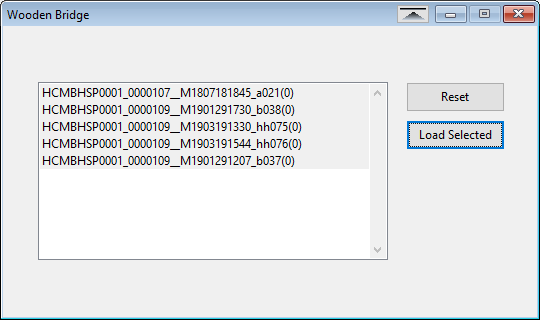 Wooden Bridge
HCMBHSP0001_0000107__M1807181845_a021(0)
HCMBHSP0001_0000109__M1901291730_b038(0)
HCMBHSP0001_0000109__M1903191330_hh075(0)
HCMBHSP0001_0000109__M1903191544_hh076(0)
HCMBHSP0001_0000109__M1901291207_b037(0)
Reset
Load Selected